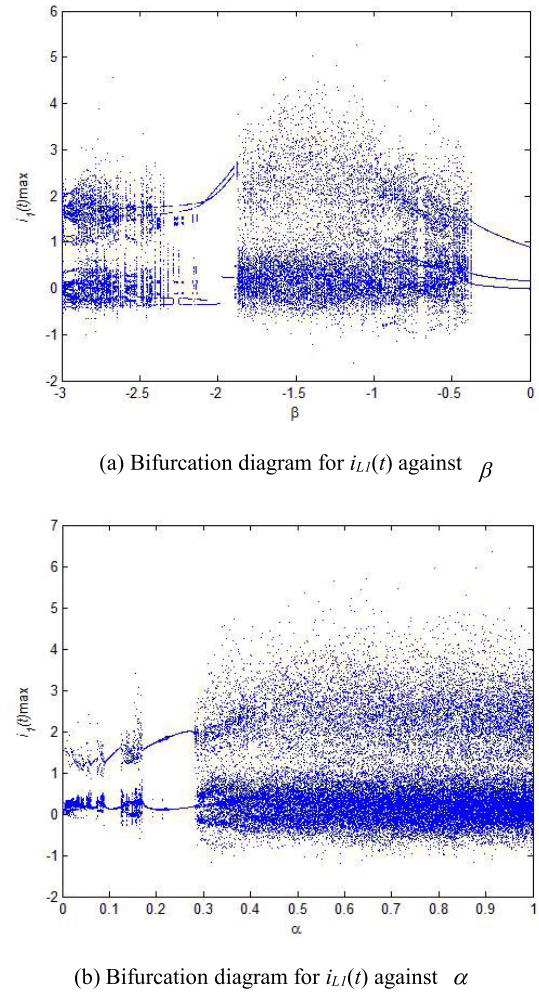 6
5
4
3
2
1
0
-1
-2
i1(t)max
-3 -2.5 -2 -1.5 -1 -0.5 0
β
(a) Bifurcation diagram for iL1(t) against β
7
6
5
4
3
2
1
0
-1
-2
i1(t)max
0 0.1 0.2 0.3 0.4 0.5 0.6 0.7 0.8 0.9 1
α
(b) Bifurcation diagram for iL1(t) against α